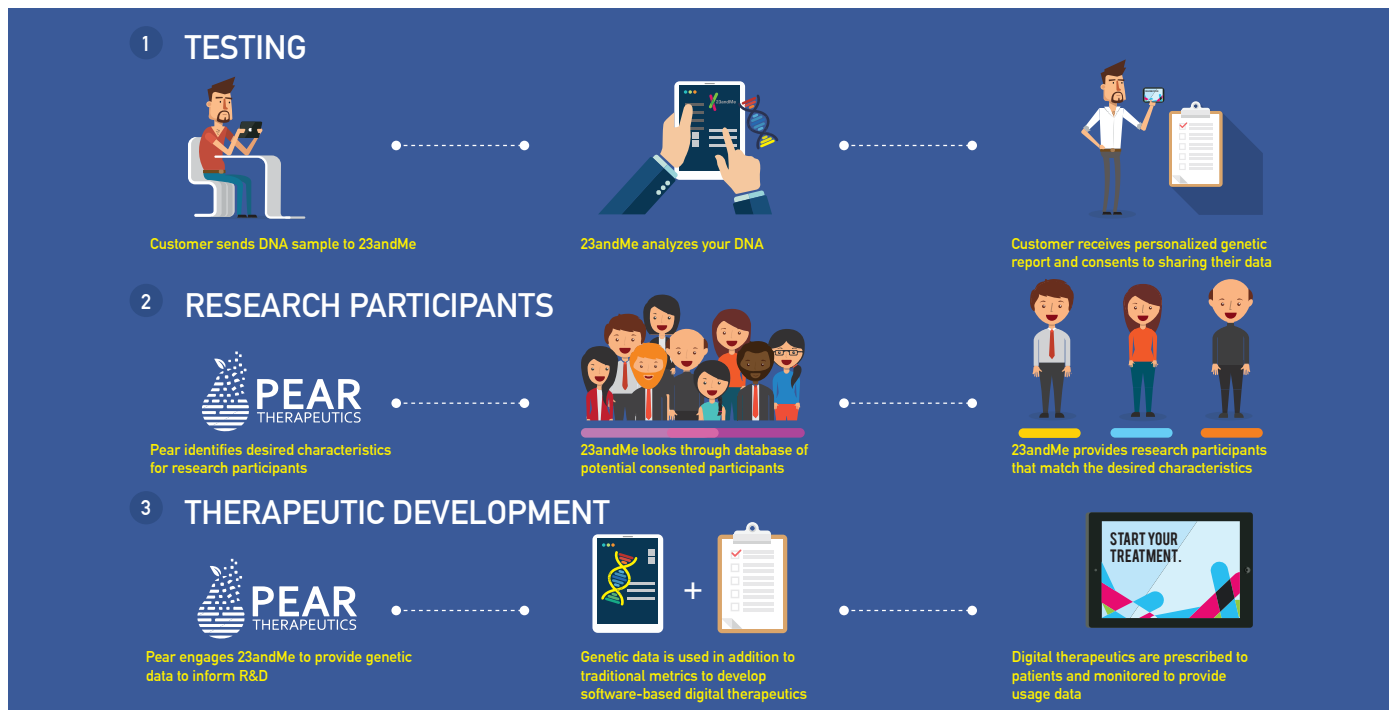 1 TESTING
23andMe
Customer sends DNA sample to 23andMe
23andMe analyzes your DNA
Customer receives personalized genetic
report and consents to sharing their data
2 RESEARCH PARTICIPANTS
PEAR
THERAPEUTICS
Pear identifies desired characteristics
for research participants
23andMe looks through database of
potential consented participants
23andMe provides research participants
that match the desired characteristics
3 THERAPEUTIC DEVELOPMENT
PEAR
THERAPEUTICS
+
START YOUR
TREATMENT.
Pear engages 23andMe to provide genetic
data to inform R&D
Genetic data is used in addition to
traditional metrics to develop
software-based digital therapeutics
Digital therapeutics are prescribed to
patients and monitored to provide
usage data